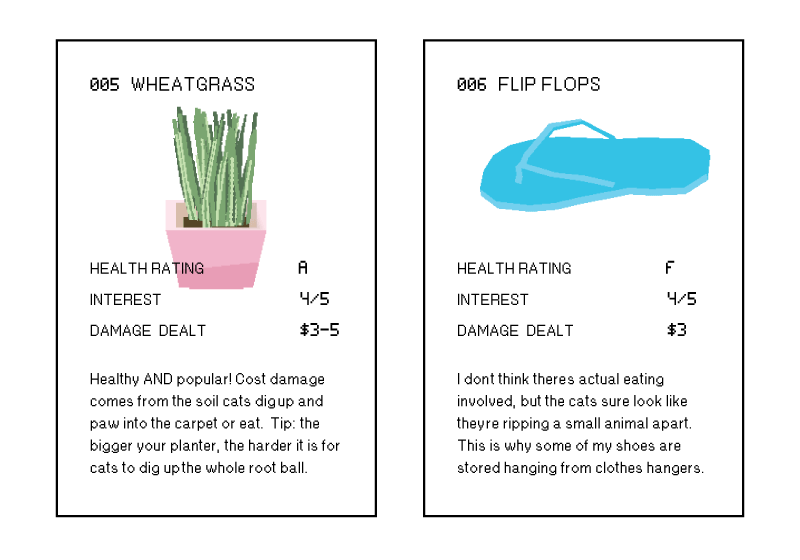 005 WHEATGRASS
HEALTH RATING A
INTEREST 4/5
DAMAGE DEALT $3-5
Healthy AND popular! Cost damage
comes from the soil cats dig up and
paw into the carpet or eat. Tip: the
bigger your planter, the harder it is for
cats to dig up the whole root ball.
006 FLIP FLOPS
HEALTH RATING F
INTEREST 4/5
DAMAGE DEALT $3
I dont think theres actual eating
involved, but the cats sure look like
theyre ripping a small animal apart.
This is why some of my shoes are
stored hanging from clothes hangers.